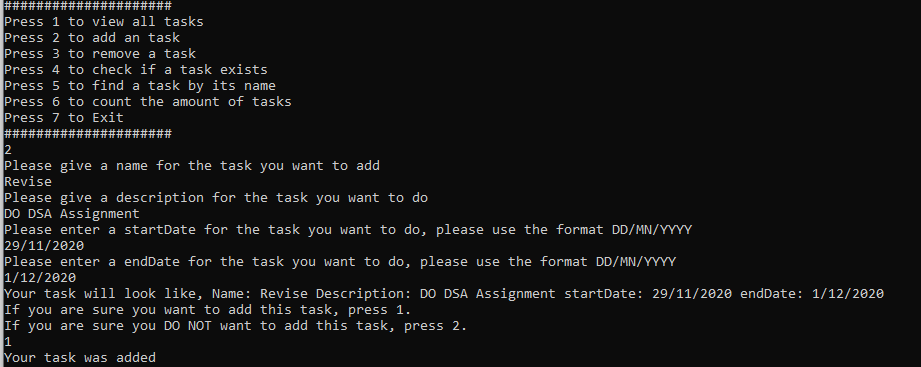 #####################
Press 1 to view all tasks
Press 2 to add an task
Press 3 to remove a task
Press 4 to check if a task exists
Press 5 to find a task by its name
Press 6 to count the amount of tasks
Press 7 to Exit
#####################
2
Please give a name for the task you want to add
Revise
Please give a description for the task you want to do
DO DSA Assignment
Please enter a startDate for the task you want to do, please use the format DD/MN/YYYY
29/11/2020
Please enter a endDate for the task you want to do, please use the format DD/MN/YYYY
1/12/2020
Your task will look like, Name: Revise Description: DO DSA Assignment startDate: 29/11/2020 endDate: 1/12/2020
If you are sure you want to add this task, press 1.
If you are sure you DO NOT want to add this task, press 2.
1
Your task was added